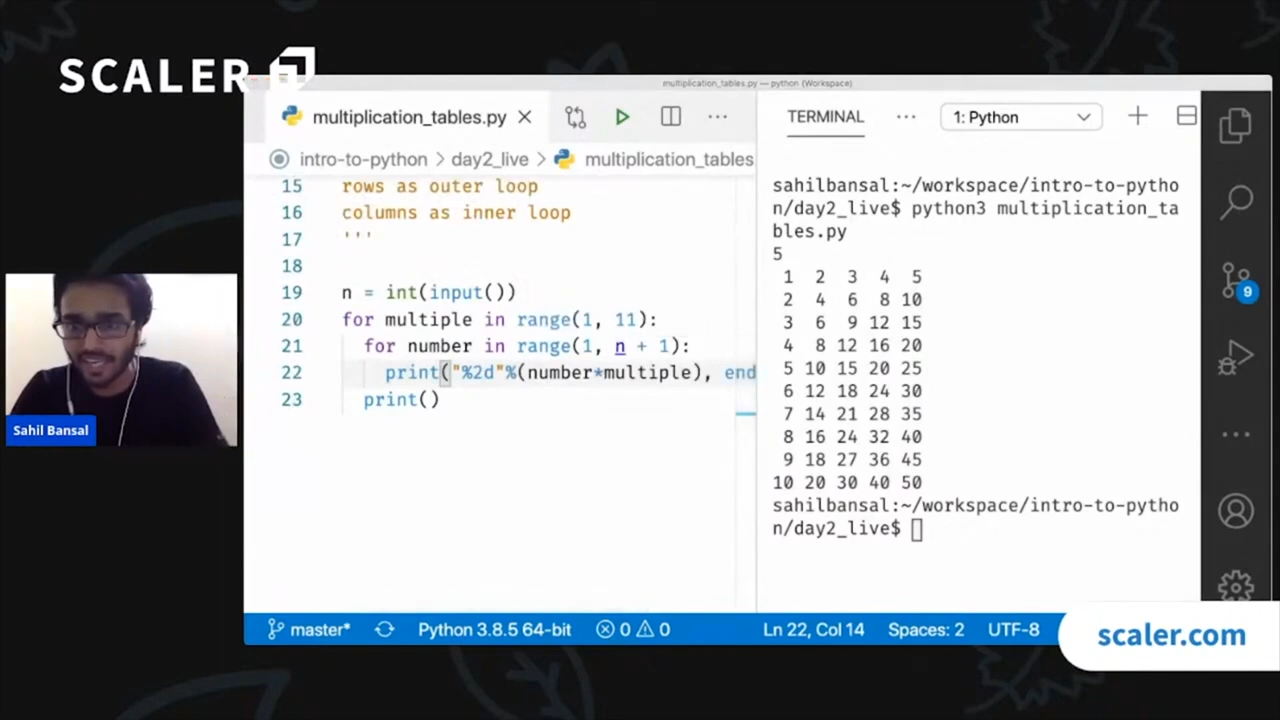 SCALER
multiplication_tables.py — python (Workspace)
multiplication_tables.py
intro-to-python > day2_live > multiplication_tables
15 rows as outer loop
16 columns as inner loop
17 '''
18
19 n = int(input())
20 for multiple in range(1, 11):
21 for number in range(1, n + 1):
22 print("%2d"%(number*multiple), end
23 print()
TERMINAL
1: Python
sahilbansal:~/workspace/intro-to-pytho
n/day2_live$ python3 multiplication_ta
bles.py
5
1 2 3 4 5
2 4 6 8 10
3 6 9 12 15
4 8 12 16 20
5 10 15 20 25
6 12 18 24 30
7 14 21 28 35
8 16 24 32 40
9 18 27 36 45
10 20 30 40 50
sahilbansal:~/workspace/intro-to-pytho
n/day2_live$
9
Sahil Bansal
master* Python 3.8.5 64-bit 0 0 Ln 22, Col 14 Spaces: 2 UTF-8
scaler.com